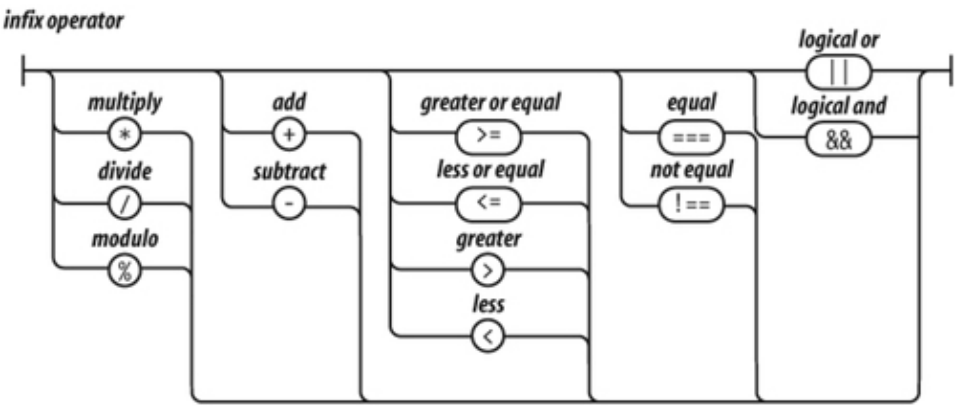 infix operator
logical or
||
multiply add greater or equal equal logical and
* + >= === &&
divide subtract less or equal not equal
/ - <= !==
modulo greater
% >
less
<